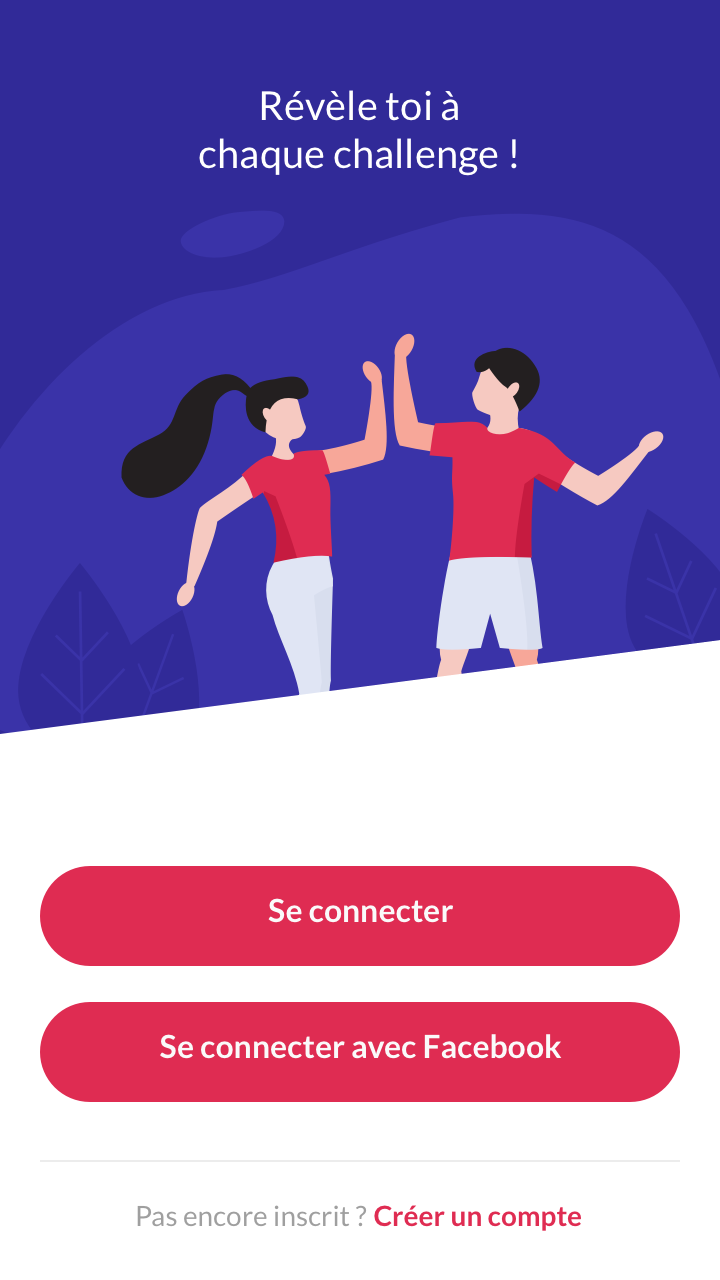 Révèle toi à
chaque challenge !
Se connecter
Se connecter avec Facebook
Pas encore inscrit ? Créer un compte